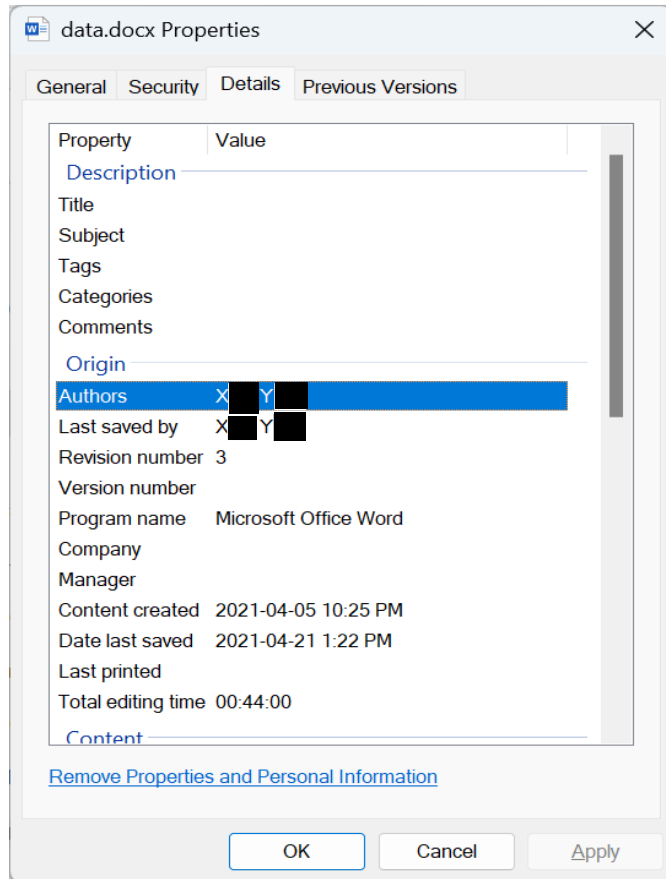 data.docx Properties
General Security Details Previous Versions
Property Value
Description
Title
Subject
Tags
Categories
Comments
Origin
Authors X Y
Last saved by X Y
Revision number 3
Version number
Program name Microsoft Office Word
Company
Manager
Content created 2021-04-05 10:25 PM
Date last saved 2021-04-21 1:22 PM
Last printed
Total editing time 00:44:00
Content
Remove Properties and Personal Information
OK Cancel Apply